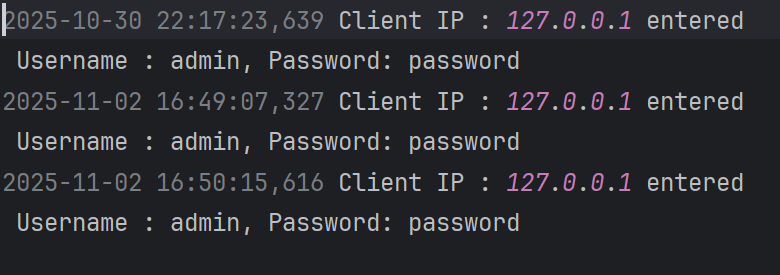 2025-10-30 22:17:23,639 Client IP : 127.0.0.1 entered
Username : admin, Password: password
2025-11-02 16:49:07,327 Client IP : 127.0.0.1 entered
Username : admin, Password: password
2025-11-02 16:50:15,616 Client IP : 127.0.0.1 entered
Username : admin, Password: password